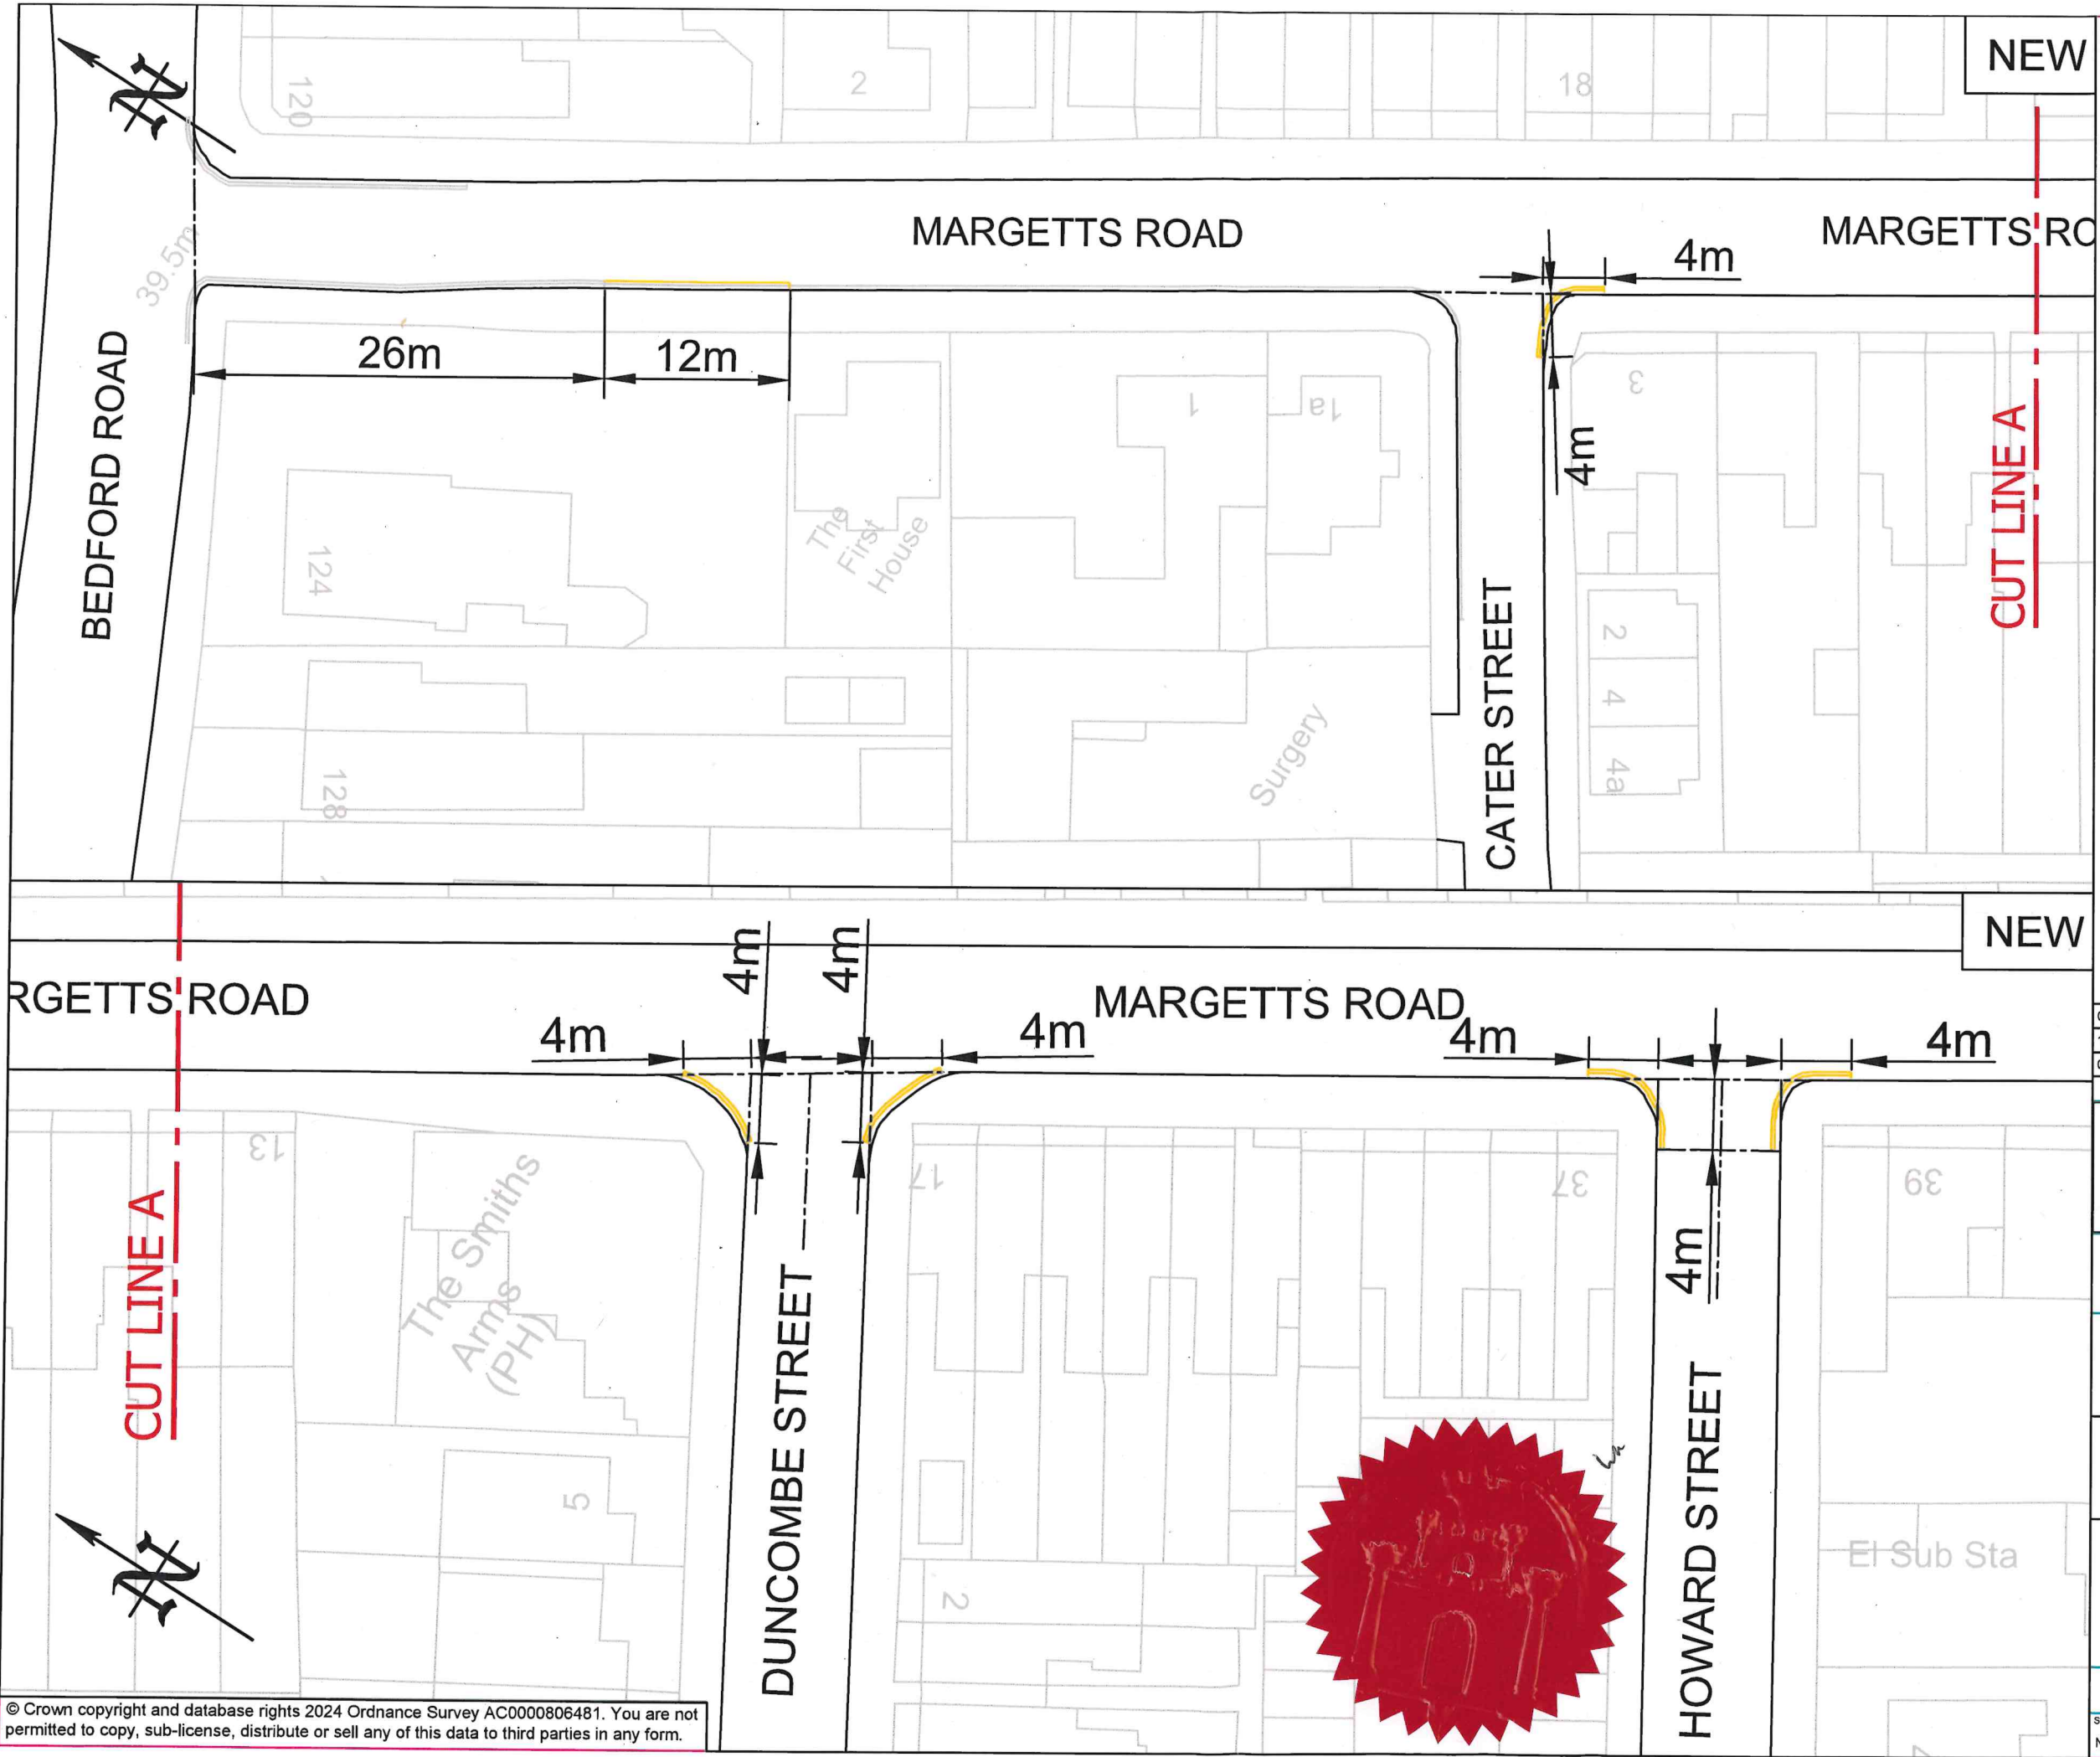 NEW
N
120
2
18
MARGETTS ROAD
MARGETTS RO
39.5m
4m
26m
12m
BEDFORD ROAD
1
1a
3
4m
CUT LINE A
The
First
House
124
2
4
4a
CATER STREET
Surgery
128
NEW
4m
4m
RGETTS ROAD
MARGETTS ROAD
4m
4m
4m
4m
13
The Smiths
Arms
(PH)
17
37
39
4m
CUT LINE A
DUNCOMBE STREET
HOWARD STREET
5
2
El Sub Sta
N
© Crown copyright and database rights 2024 Ordnance Survey AC0000806481. You are not
permitted to copy, sub-license, distribute or sell any of this data to third parties in any form.